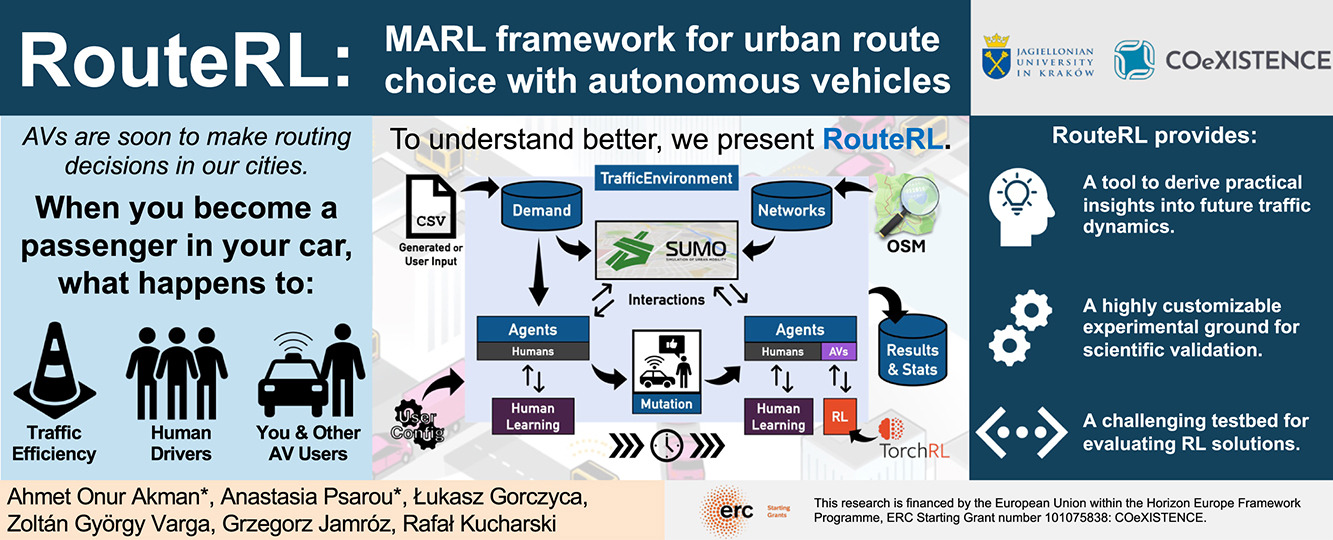 RouteRL:
MARL framework for urban route
choice with autonomous vehicles
JAGIELLONIAN
UNIVERSITY
IN KRAKÓW
COeXISTENCE
AVs are soon to make routing
decisions in our cities.
When you become a
passenger in your car,
what happens to:
Traffic
Efficiency
Human
Drivers
You & Other
AV Users
To understand better, we present RouteRL.
TrafficEnvironment
CSV
Generated or
User Input
Demand
Networks
OSM
SUMO
SIMULATION OF URBAN MOBILITY
Interactions
Agents
Humans
Human
Learning
User
Config
Mutation
Agents
Humans
AVs
Human
Learning
RL
TorchRL
Results
& Stats
RouteRL provides:
A tool to derive practical
insights into future traffic
dynamics.
A highly customizable
experimental ground for
scientific validation.
A challenging testbed for
evaluating RL solutions.
Ahmet Onur Akman*, Anastasia Psarou*, Łukasz Gorczyca,
Zoltán György Varga, Grzegorz Jamróz, Rafał Kucharski
erc
Starting
Grants
This research is financed by the European Union within the Horizon Europe Framework
Programme, ERC Starting Grant number 101075838: COeXISTENCE.